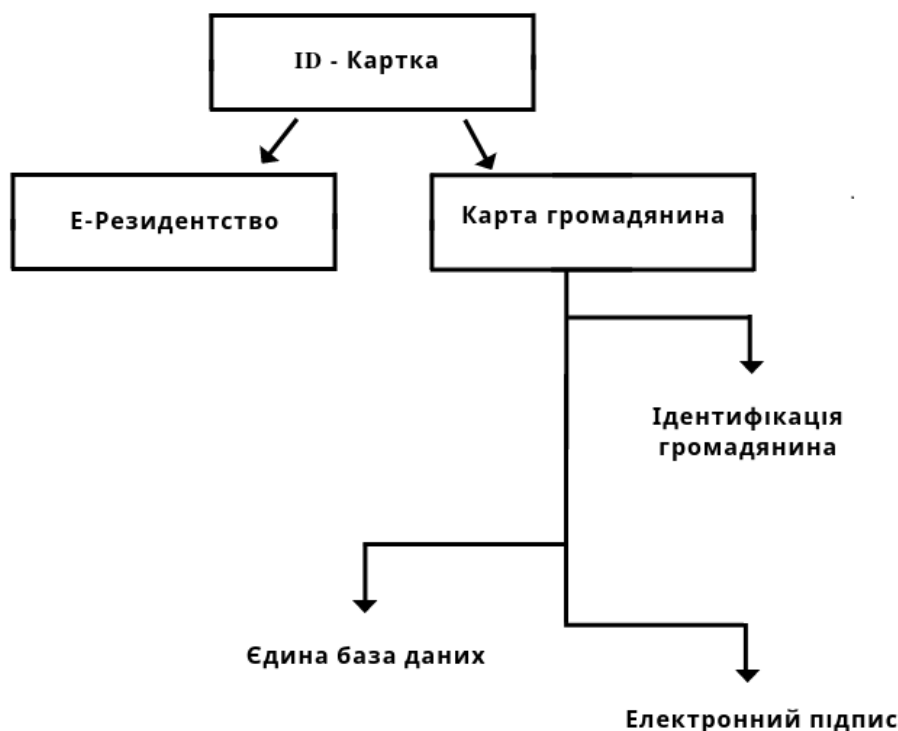 ID - Картка
Е-Резидентство
Карта громадянина
Ідентифікація
громадянина
Єдина база даних
Електронний підпис